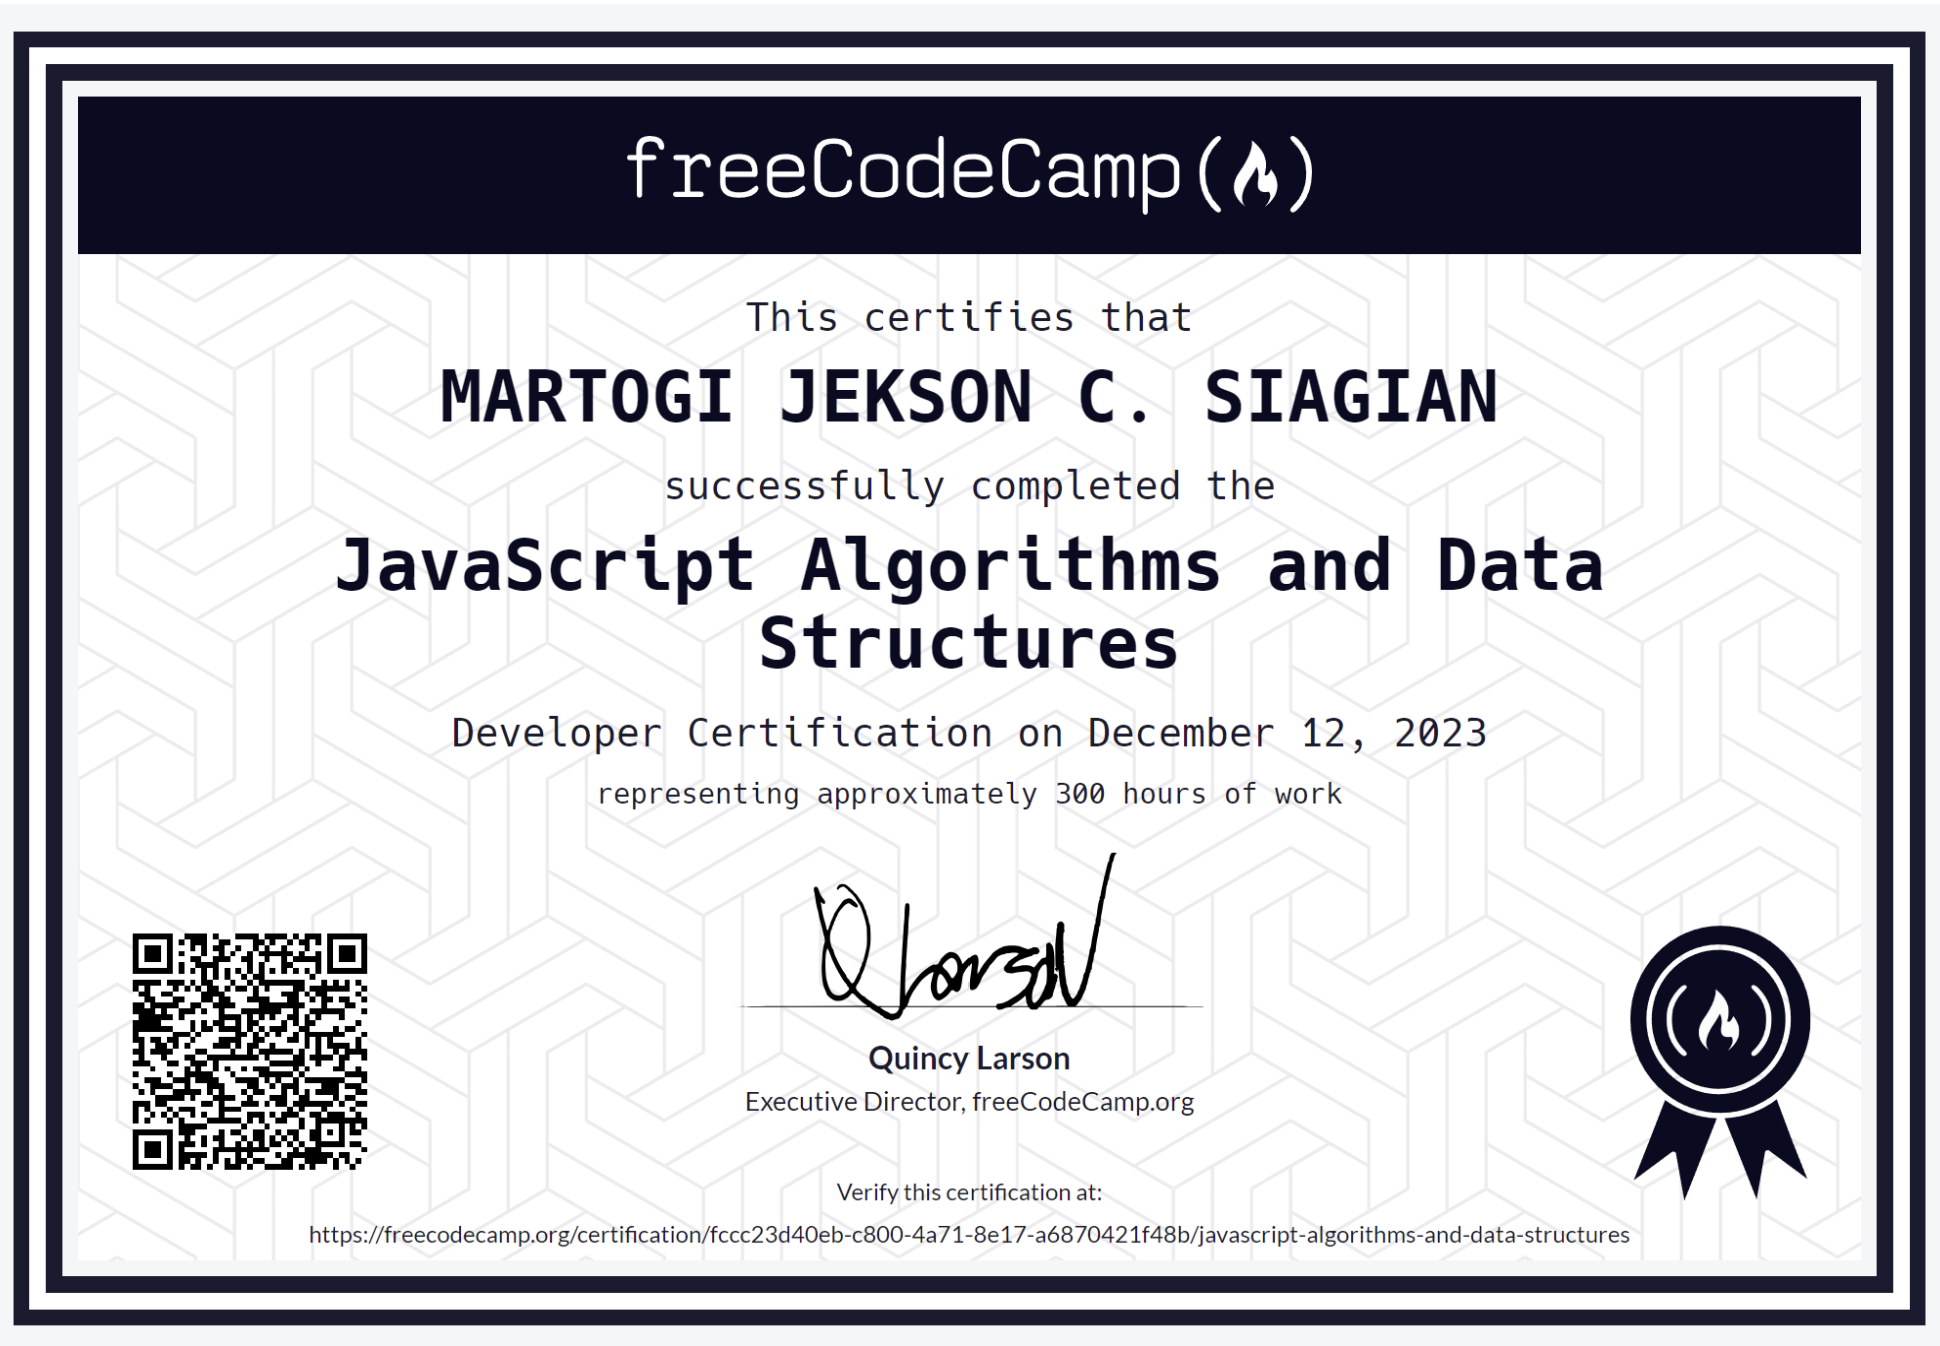 freeCodeCamp(🔥)
This certifies that
MARTOGI JEKSON C. SIAGIAN
successfully completed the
JavaScript Algorithms and Data
Structures
Developer Certification on December 12, 2023
representing approximately 300 hours of work
Q Larson
Quincy Larson
Executive Director, freeCodeCamp.org
Verify this certification at:
https://freecodecamp.org/certification/fccc23d40eb-c800-4a71-8e17-a6870421f48b/javascript-algorithms-and-data-structures